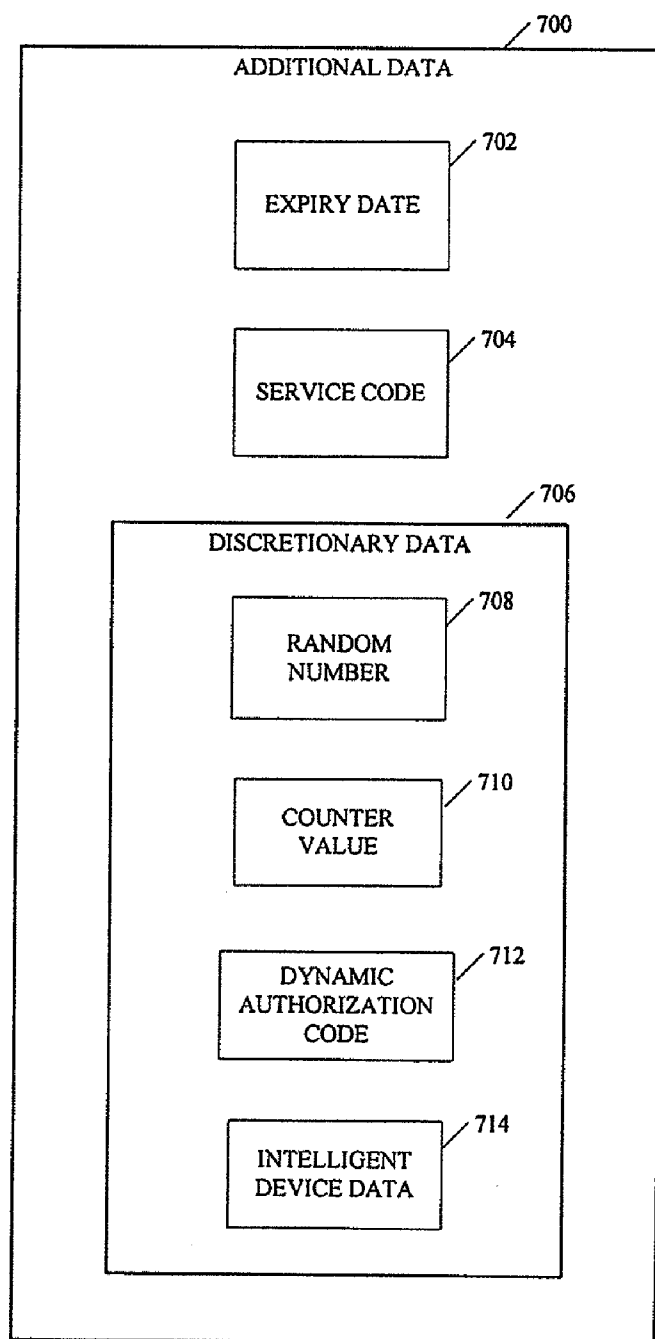 700
ADDITIONAL DATA
702
EXPIRY DATE
704
SERVICE CODE
706
DISCRETIONARY DATA
708
RANDOM
NUMBER
710
COUNTER
VALUE
712
DYNAMIC
AUTHORIZATION
CODE
714
INTELLIGENT
DEVICE DATA